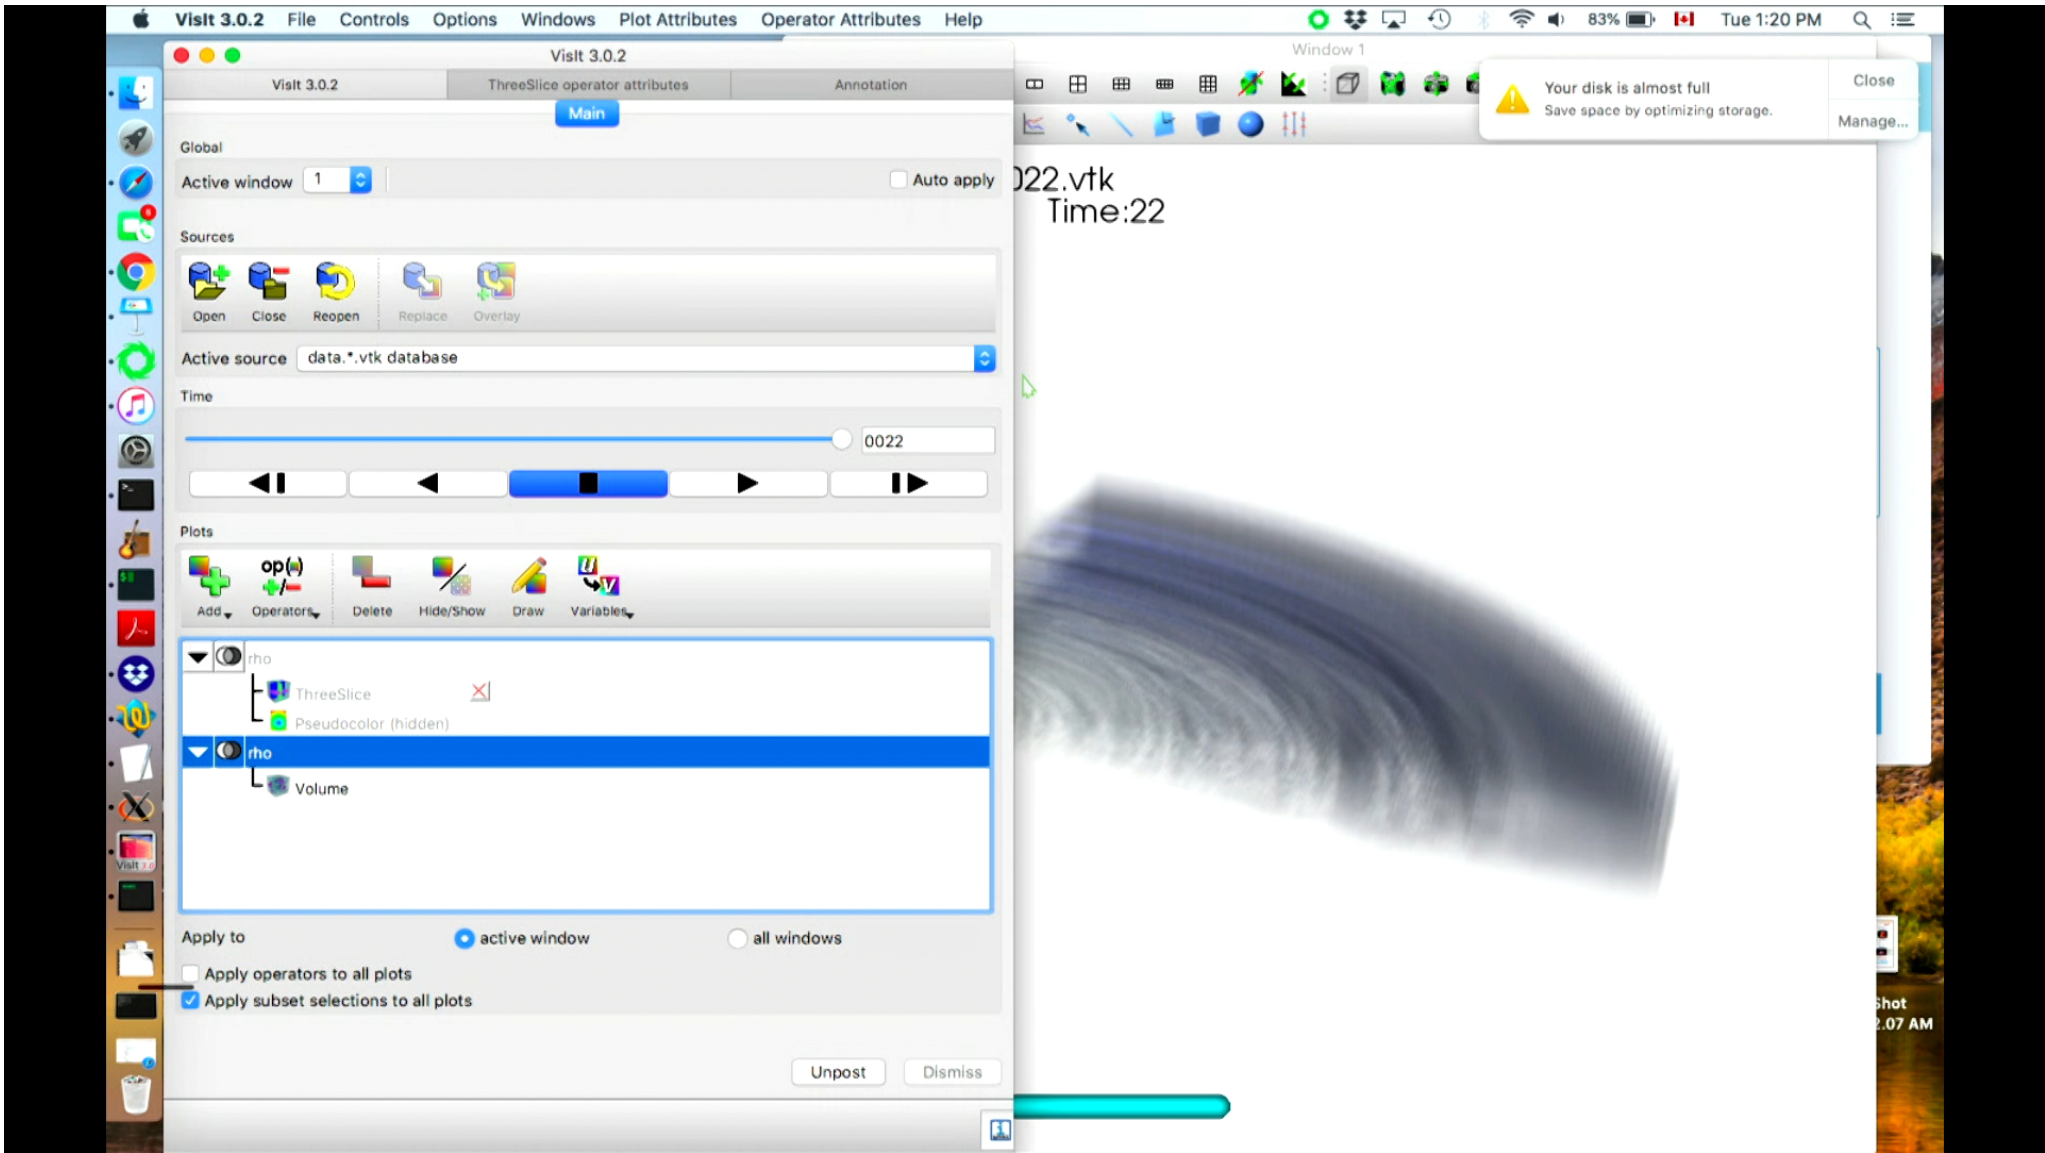 VisIt 3.0.2 File Controls Options Windows Plot Attributes Operator Attributes Help 83% Tue 1:20 PM
VisIt 3.0.2
Window 1
VisIt 3.0.2 ThreeSlice operator attributes Annotation
Your disk is almost full
Save space by optimizing storage.
Close
Manage...
Main
Global
Active window 1 Auto apply
022.vtk
Time:22
Sources
Open Close Reopen Replace Overlay
Active source data.*.vtk database
Time
0022
Plots
op( )
+/-
U
V
Add Operators Delete Hide/Show Draw Variables
rho
ThreeSlice
Pseudocolor (hidden)
rho
Volume
Apply to active window all windows
Apply operators to all plots
Apply subset selections to all plots
Unpost Dismiss
Shot
2.07 AM